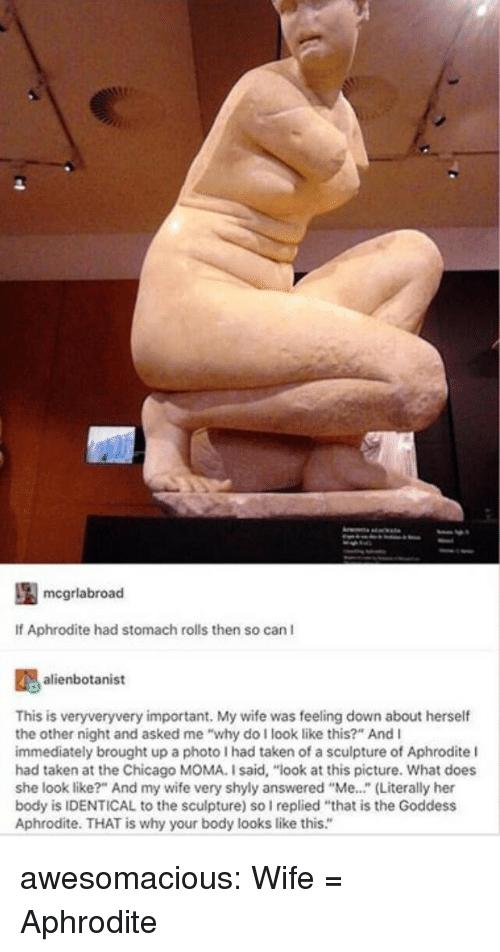 mcgrlabroad
If Aphrodite had stomach rolls then so can I
alienbotanist
This is veryveryvery important. My wife was feeling down about herself
the other night and asked me "why do I look like this?" And I
immediately brought up a photo I had taken of a sculpture of Aphrodite I
had taken at the Chicago MOMA. I said, "look at this picture. What does
she look like?" And my wife very shyly answered "Me..." (Literally her
body is IDENTICAL to the sculpture) so I replied "that is the Goddess
Aphrodite. THAT is why your body looks like this."
awesomacious: Wife =
Aphrodite